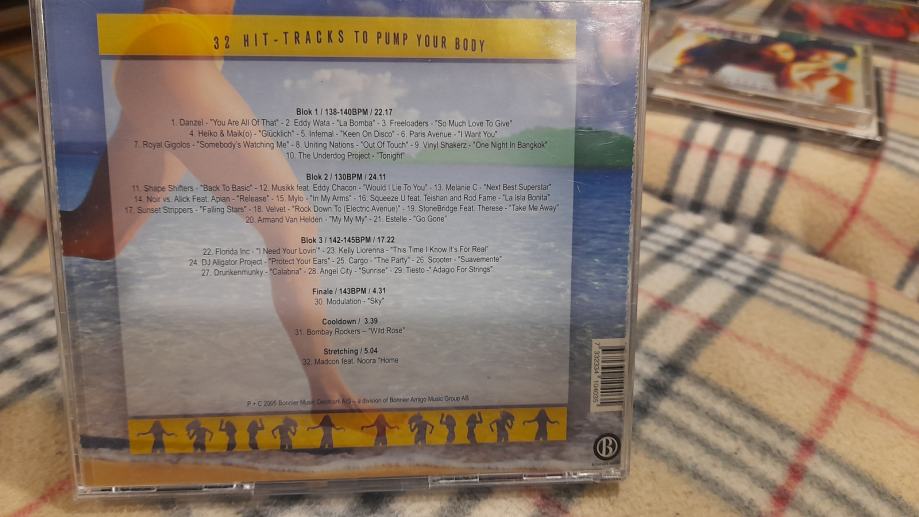 32 HIT-TRACKS TO PUMP YOUR BODY
Blok 1 / 138-140BPM / 22.17
1. Danzel - "You Are All Of That" - 2. Eddy Wata - "La Bomba" - 3. Freeloaders - "So Much Love To Give"
4. Heiko & Maik(o) - "Glücklich" - 5. Infernal - "Keen On Disco" - 6. Paris Avenue - "I Want You"
7. Royal Gigolos - "Somebody's Watching Me" - 8. Uniting Nations - "Out Of Touch" - 9. Vinyl Shakerz - "One Night In Bangkok"
10. The Underdog Project - "Tonight"
Blok 2 / 130BPM / 24.11
11. Shape Shifters - "Back To Basic" - 12. Musikk feat. Eddy Chacon - "Would I Lie To You" - 13. Melanie C - "Next Best Superstar"
14. Noir vs. Alick Feat. Apian - "Release" - 15. Mylo - "In My Arms" - 16. Squeeze U feat. Teishan and Rod Fame - "La Isla Bonita"
17. Sunset Strippers - "Falling Stars" - 18. Velvet - "Rock Down To (Electric Avenue) - 19. StoneBridge Feat. Therese - "Take Me Away"
20. Armand Van Helden - "My My My" - 21. Estelle - "Go Gone"
Blok 3 / 142-145BPM / 17.22
22. Florida Inc - "I Need Your Lovin'" - 23. Kelly Llorenna - "This Time I Know It's For Real"
24. DJ Aligator Project - "Protect Your Ears" - 25. Cargo - "The Party" - 26. Scooter - "Suavemente"
27. Drunkenmunky - "Calabria" - 28. Angel City - "Sunrise" - 29. Tiesto - "Adagio For Strings"
Finale / 143BPM / 4.31
30. Modulation - "Sky"
Cooldown / 3.39
31. Bombay Rockers – "Wild Rose"
Stretching / 5.04
32. Madcon feat. Noora "Home
P + C 2005 Bonnier Music Denmark A/S – a division of Bonnier Amigo Music Group AB
B